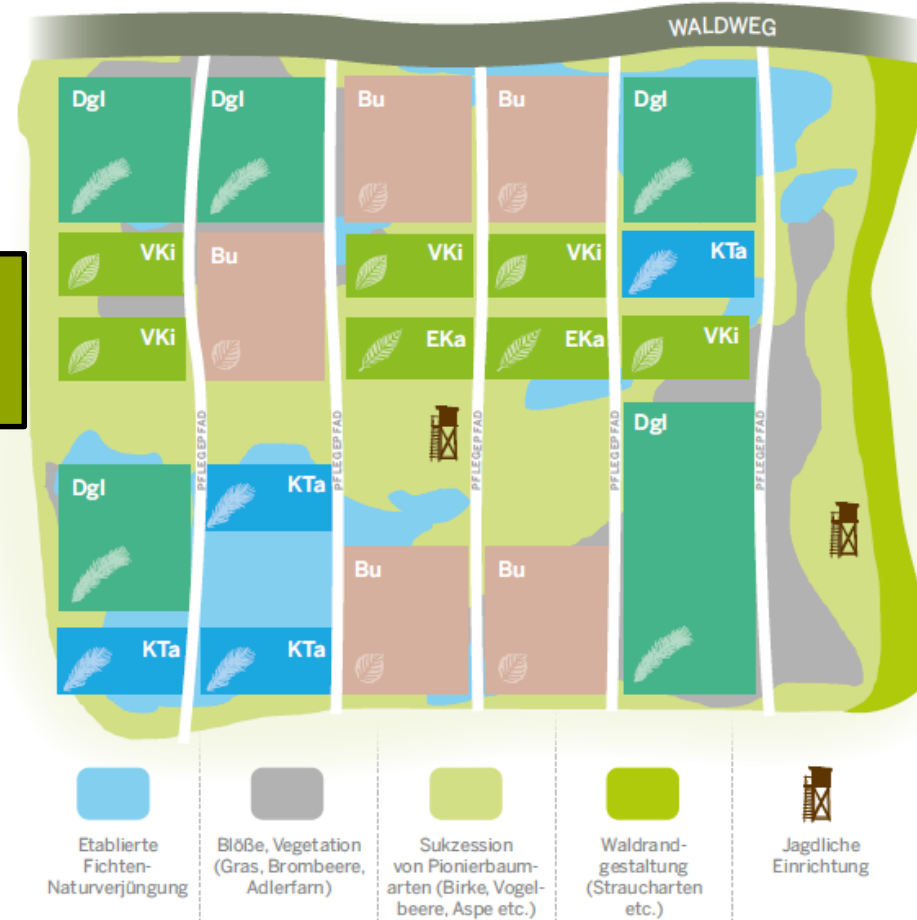 WALDWEG
Dgl
Dgl
Bu
Bu
Dgl
VKi
Bu
VKi
VKi
KTa
VKi
EKa
EKa
VKi
Dgl
PFLEGEPFAD
PFLEGEPFAD
PFLEGEPFAD
PFLEGEPFAD
PFLEGEPFAD
Dgl
KTa
Bu
Bu
KTa
KTa
Etablierte
Fichten-
Naturverjüngung
Blöße, Vegetation
(Gras, Brombeere,
Adlerfarn)
Sukzession
von Pionierbaum-
arten (Birke, Vogel-
beere, Aspe etc.)
Waldrand-
gestaltung
(Straucharten
etc.)
Jagdliche
Einrichtung